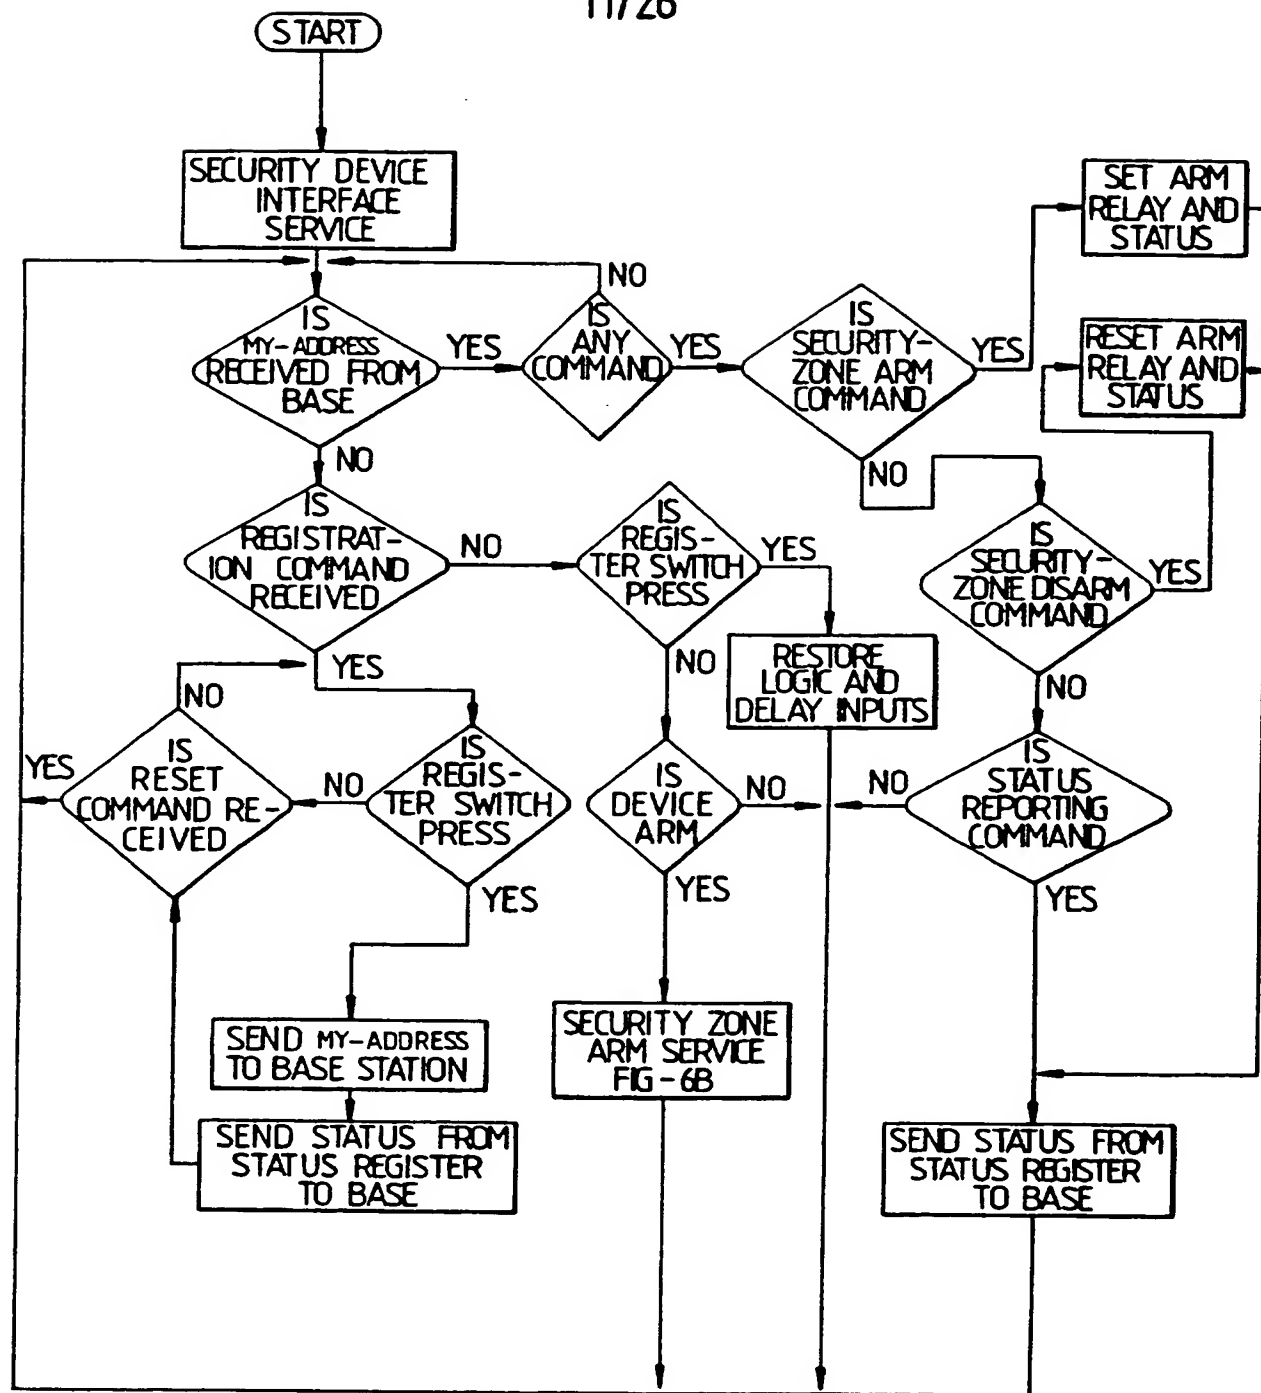 11/26
START
SECURITY DEVICE
INTERFACE
SERVICE
SET ARM
RELAY AND
STATUS
NO
IS
MY-ADDRESS
RECEIVED FROM
BASE
YES
IS
ANY
COMMAND
YES
IS
SECURITY-
ZONE ARM
COMMAND
YES
RESET ARM
RELAY AND
STATUS
NO
NO
IS
REGISTRAT-
ION COMMAND
RECEIVED
NO
IS
REGIS-
TER SWITCH
PRESS
YES
IS
SECURITY-
ZONE DISARM
COMMAND
YES
YES
NO
RESTORE
LOGIC AND
DELAY INPUTS
NO
NO
YES
IS
RESET
COMMAND RE-
CEIVED
NO
IS
REGIS-
TER SWITCH
PRESS
IS
DEVICE
ARM
NO
NO
IS
STATUS
REPORTING
COMMAND
YES
YES
YES
SEND MY-ADDRESS
TO BASE STATION
SECURITY ZONE
ARM SERVICE
FIG-6B
SEND STATUS FROM
STATUS REGISTER
TO BASE
SEND STATUS FROM
STATUS REGISTER
TO BASE